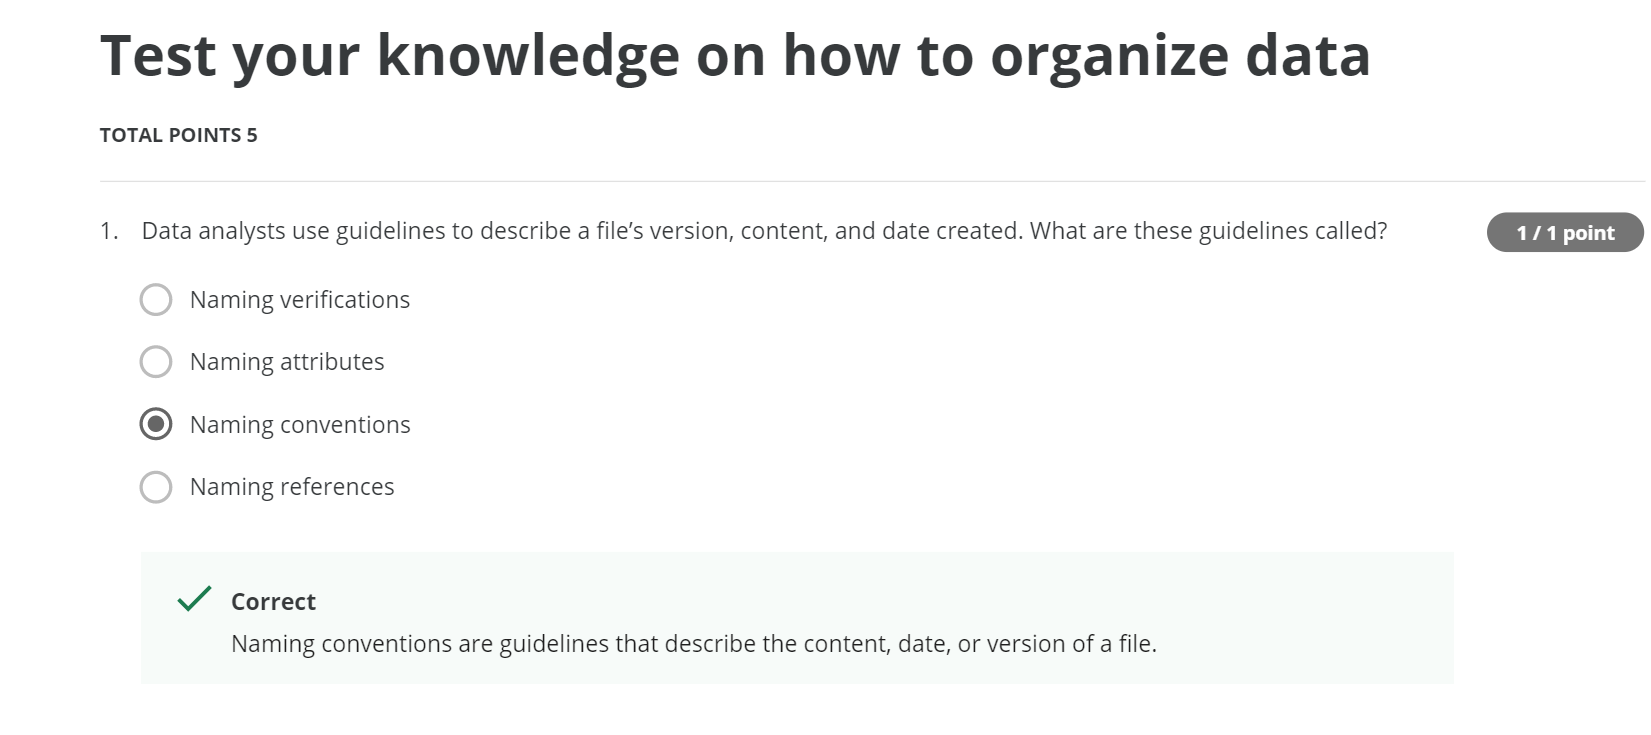 Test your knowledge on how to organize data
TOTAL POINTS 5
1. Data analysts use guidelines to describe a file’s version, content, and date created. What are these guidelines called?
1 / 1 point
Naming verifications
Naming attributes
Naming conventions
Naming references
Correct
Naming conventions are guidelines that describe the content, date, or version of a file.